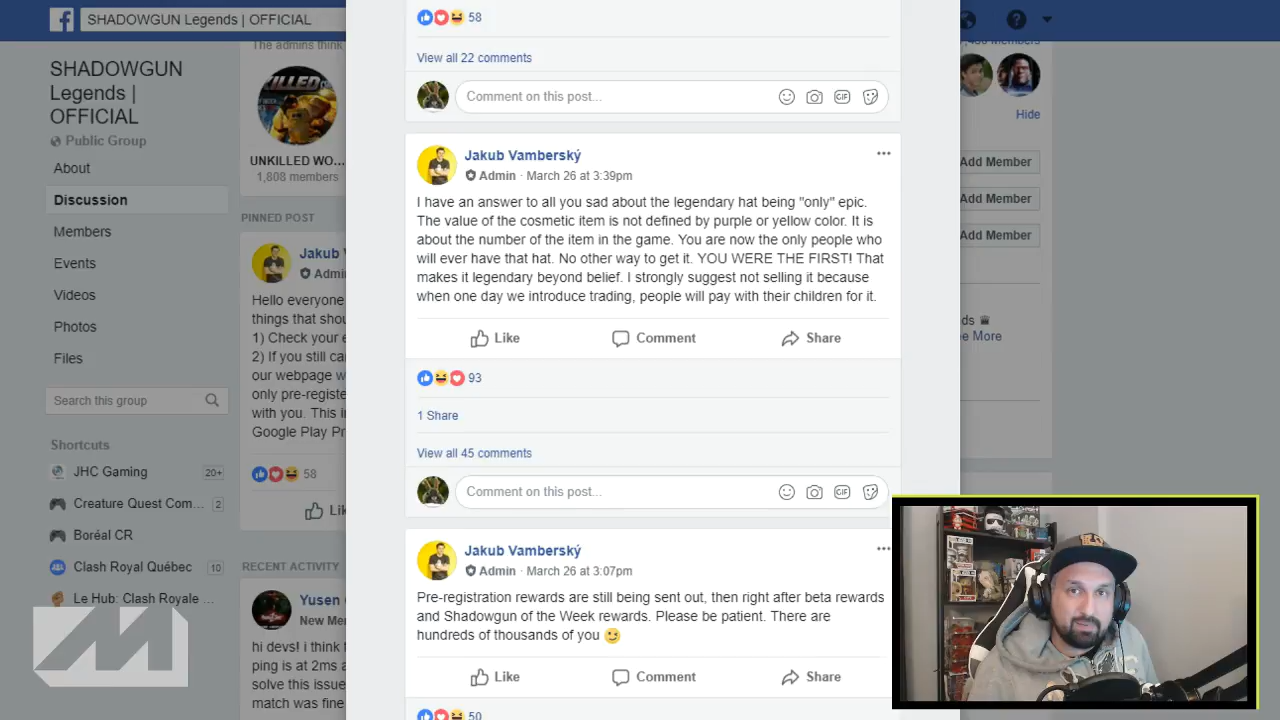 SHADOWGUN Legends | OFFICIAL
SHADOWGUN
Legends |
OFFICIAL
Public Group
About
Discussion
Members
Events
Videos
Photos
Files
Search this group
Shortcuts
JHC Gaming 20+
Creature Quest Com... 2
Boréal CR
Clash Royal Québec 10
Le Hub: Clash Royale ...
The admins think
KILLED
UNKILLED WO...
1,808 members
PINNED POST
Jakub V
Admi
Hello everyone
things that shou
1) Check your e
2) If you still ca
our webpage w
only pre-registe
with you. This i
Google Play Pr
58
Lik
RECENT ACTIVITY
Yusen
New Me
hi devs! i think
ping is at 2ms a
solve this issue
match was fine
58
View all 22 comments
Comment on this post...
GIF
Jakub Vamberský
Admin · March 26 at 3:39pm
I have an answer to all you sad about the legendary hat being "only" epic.
The value of the cosmetic item is not defined by purple or yellow color. It is
about the number of the item in the game. You are now the only people who
will ever have that hat. No other way to get it. YOU WERE THE FIRST! That
makes it legendary beyond belief. I strongly suggest not selling it because
when one day we introduce trading, people will pay with their children for it.
Like Comment Share
93
1 Share
View all 45 comments
Comment on this post...
GIF
Jakub Vamberský
Admin · March 26 at 3:07pm
Pre-registration rewards are still being sent out, then right after beta rewards
and Shadowgun of the Week rewards. Please be patient. There are
hundreds of thousands of you
Like Comment Share
50
Members
Hide
Add Member
Add Member
Add Member
ds
e More